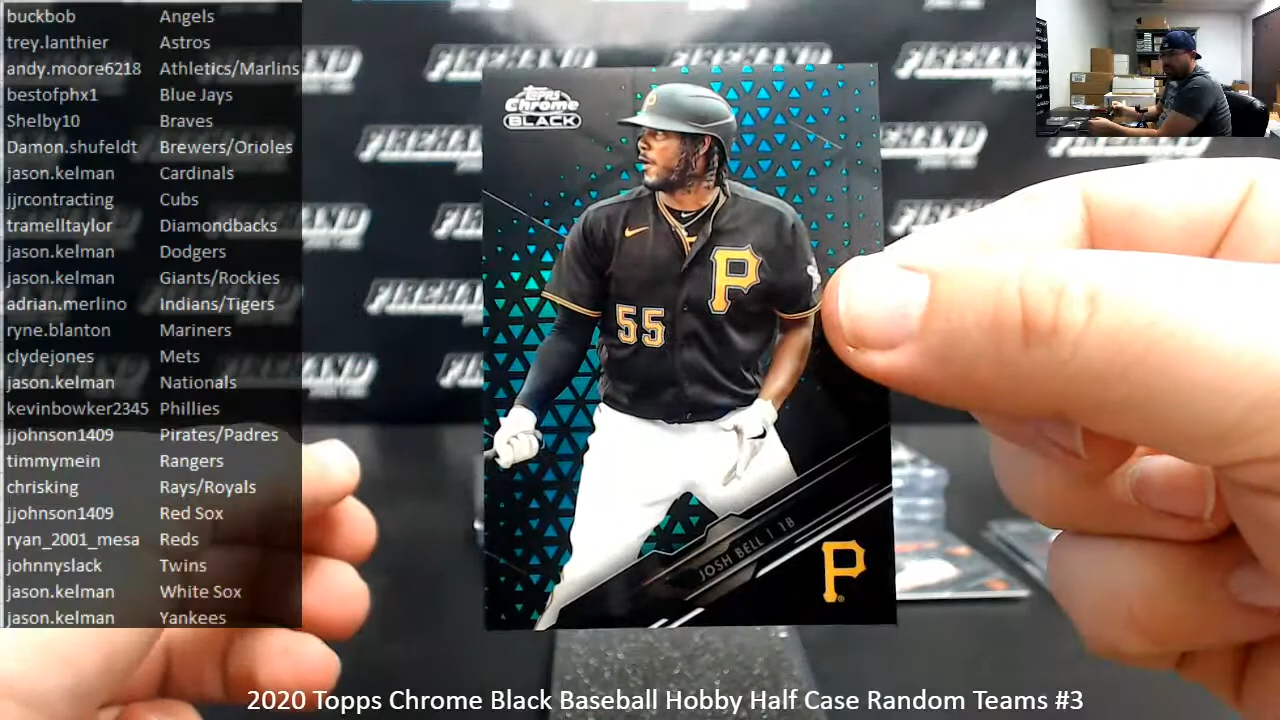 buckbob Angels
trey.lanthier Astros
andy.moore6218 Athletics/Marlins
bestofphx1 Blue Jays
Shelby10 Braves
Damon.shufeldt Brewers/Orioles
jason.kelman Cardinals
jjrcontracting Cubs
tramelltaylor Diamondbacks
jason.kelman Dodgers
jason.kelman Giants/Rockies
adrian.merlino Indians/Tigers
ryne.blanton Mariners
clydejones Mets
jason.kelman Nationals
kevinbowker2345 Phillies
jjohnson1409 Pirates/Padres
timmymein Rangers
chrisking Rays/Royals
jjohnson1409 Red Sox
ryan_2001_mesa Reds
johnnyslack Twins
jason.kelman White Sox
jason.kelman Yankees
FIREHAND
Topps
Chrome
BLACK
P
55
JOSH BELL | 1B
P
2020 Topps Chrome Black Baseball Hobby Half Case Random Teams #3